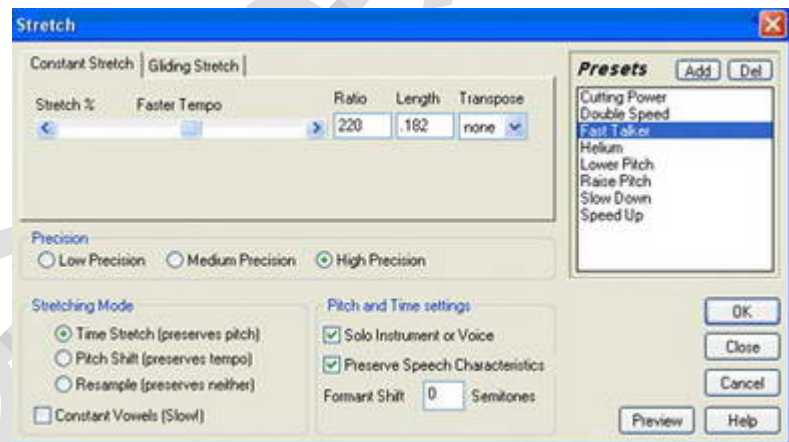 Stretch
Constant Stretch Gliding Stretch
Stretch % Faster Tempo Ratio Length Transpose
220 .182 none
Presets Add Del
Cutting Power
Double Speed
Fast Talker
Helium
Lower Pitch
Raise Pitch
Slow Down
Speed Up
Precision
Low Precision Medium Precision High Precision
Stretching Mode
Time Stretch (preserves pitch)
Pitch Shift (preserves tempo)
Resample (preserves neither)
Constant Vowels (Slow!)
Pitch and Time settings
Solo Instrument or Voice
Preserve Speech Characteristics
Formant Shift 0 Semitones
OK
Close
Cancel
Preview Help